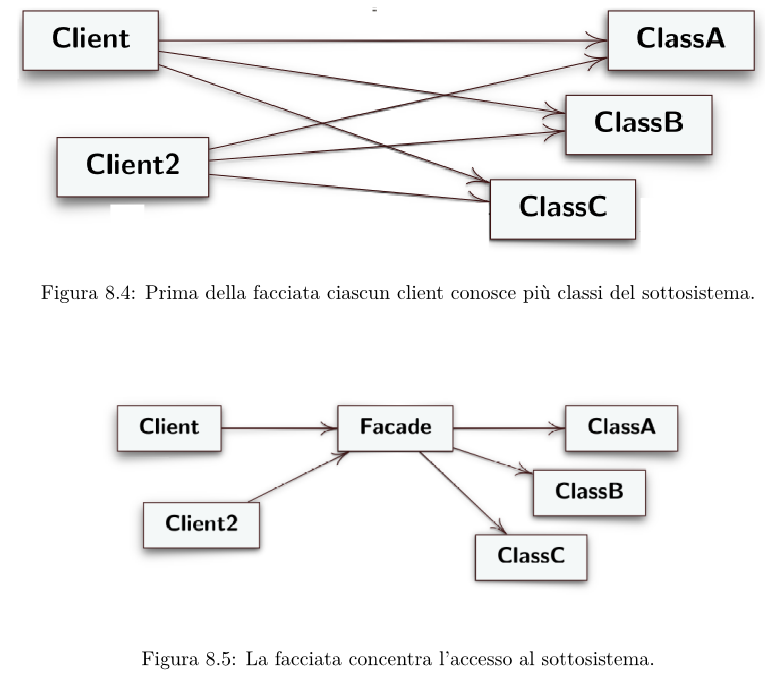 Client
ClassA
ClassB
Client2
ClassC
Figura 8.4: Prima della facciata ciascun client conosce più classi del sottosistema.
Client
Facade
ClassA
ClassB
Client2
ClassC
Figura 8.5: La facciata concentra l'accesso al sottosistema.